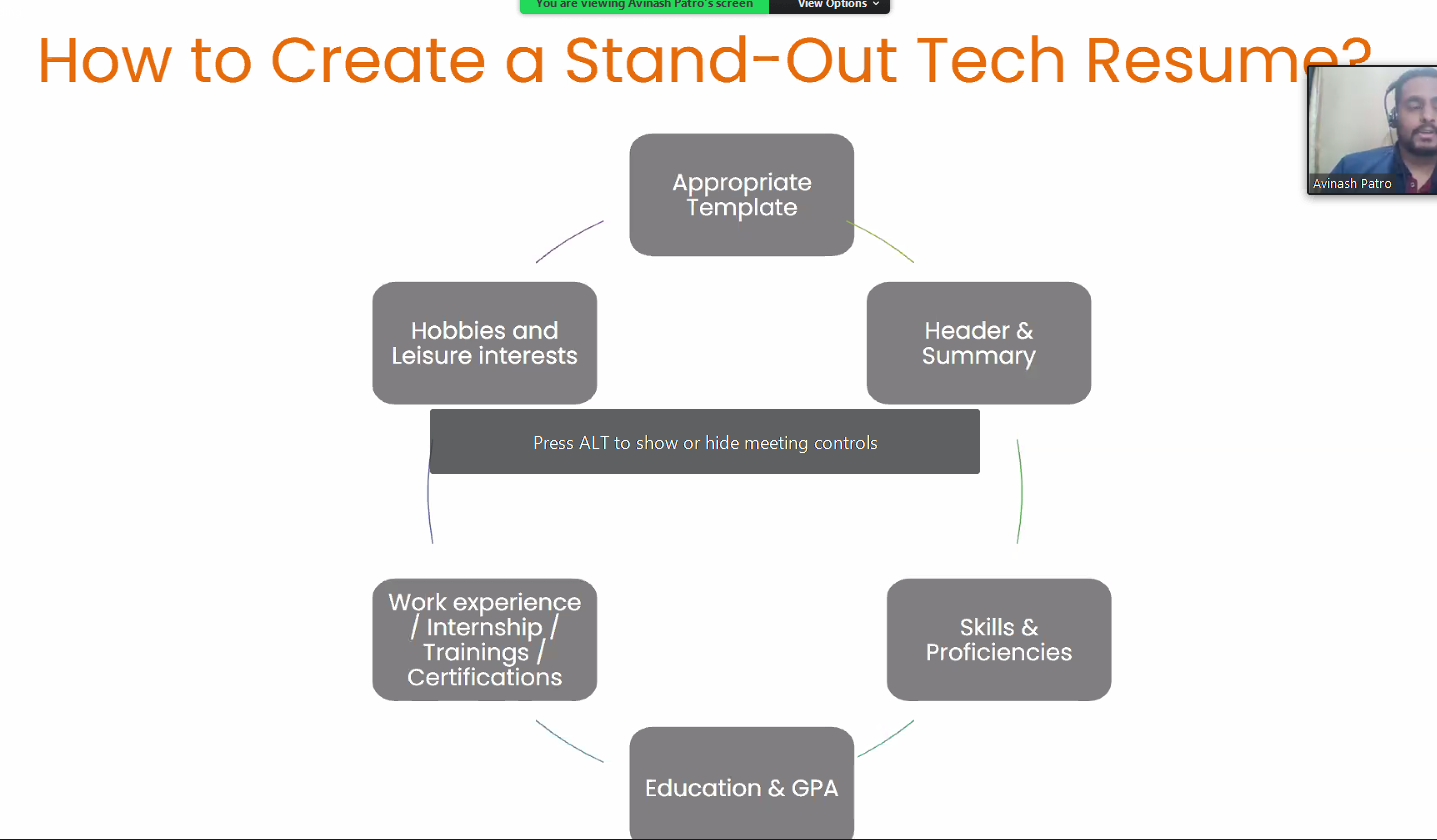 You are viewing Avinash Patro's screen
View Options
How to Create a Stand-Out Tech Resume?
Avinash Patro
Appropriate
Template
Hobbies and
Leisure interests
Header &
Summary
Press ALT to show or hide meeting controls
Work experience
/ Internship /
Trainings /
Certifications
Skills &
Proficiencies
Education & GPA